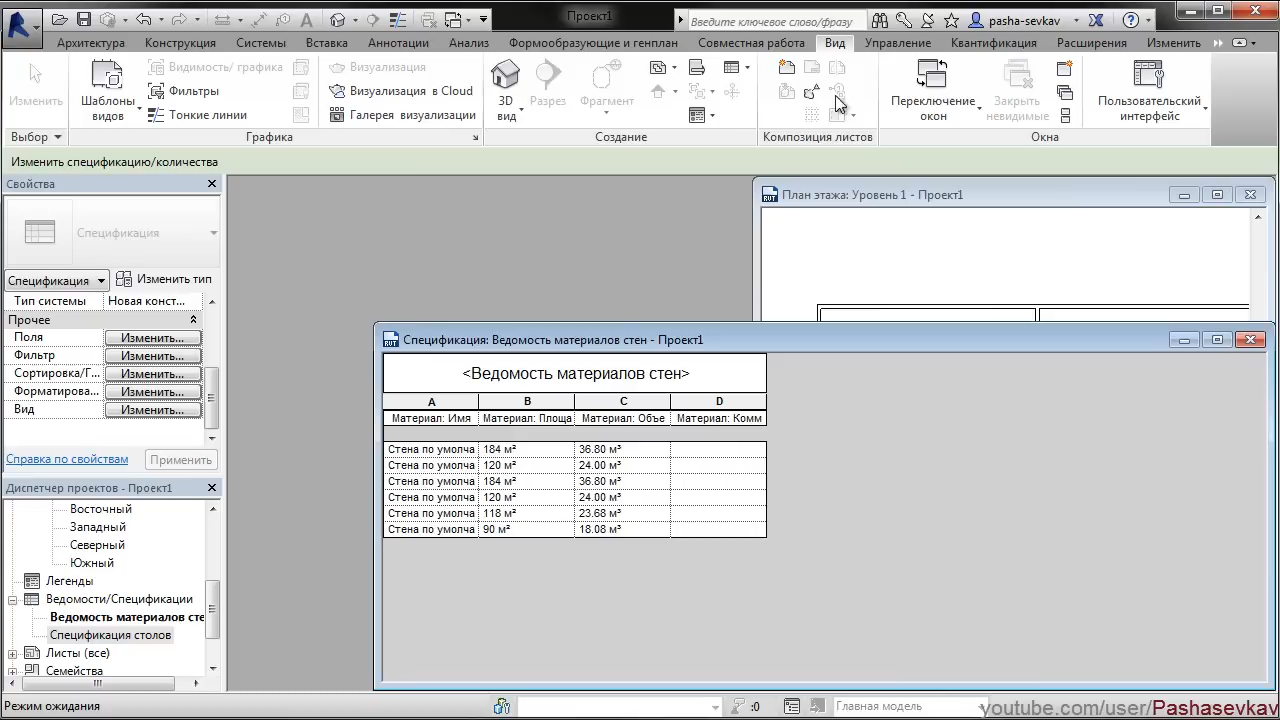 Проект1
Введите ключевое слово/фразу
pasha-sevkav
Архитектура Конструкция Системы Вставка Аннотации Анализ Формообразующие и генплан Совместная работа Вид Управление Квантификация Расширения Изменить
Изменить
Шаблоны видов
Видимость/ графика
Фильтры
Тонкие линии
Визуализация
Визуализация в Cloud
Галерея визуализации
3D вид
Разрез
Фрагмент
Переключение окон
Закрыть невидимые
Пользовательский интерфейс
Выбор
Графика
Создание
Композиция листов
Окна
Изменить спецификацию/количества
Свойства
Спецификация
Спецификация
Изменить тип
Тип системы Новая конст...
Прочее
Поля Изменить...
Фильтр Изменить...
Сортировка/Г... Изменить...
Форматирова... Изменить...
Вид Изменить...
Справка по свойствам
Применить
Диспетчер проектов - Проект1
Восточный
Западный
Северный
Южный
Легенды
Ведомости/Спецификации
Ведомость материалов сте
Спецификация столов
Листы (все)
Семейства
План этажа: Уровень 1 - Проект1
Спецификация: Ведомость материалов стен - Проект1
<Ведомость материалов стен>
A B C D
Материал: Имя Материал: Площа Материал: Объе Материал: Комм
Стена по умолча 184 м² 36.80 м³
Стена по умолча 120 м² 24.00 м³
Стена по умолча 184 м² 36.80 м³
Стена по умолча 120 м² 24.00 м³
Стена по умолча 118 м² 23.68 м³
Стена по умолча 90 м² 18.08 м³
Режим ожидания
:0
Главная модель
youtube.com/user/Pashasevkav